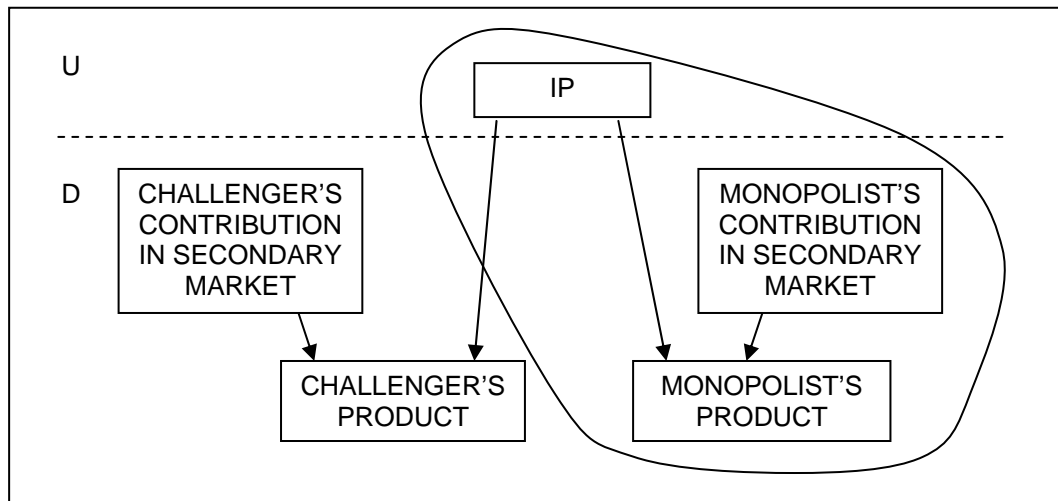 U
IP
D
CHALLENGER’S
CONTRIBUTION
IN SECONDARY
MARKET
MONOPOLIST’S
CONTRIBUTION
IN SECONDARY
MARKET
CHALLENGER’S
PRODUCT
MONOPOLIST’S
PRODUCT